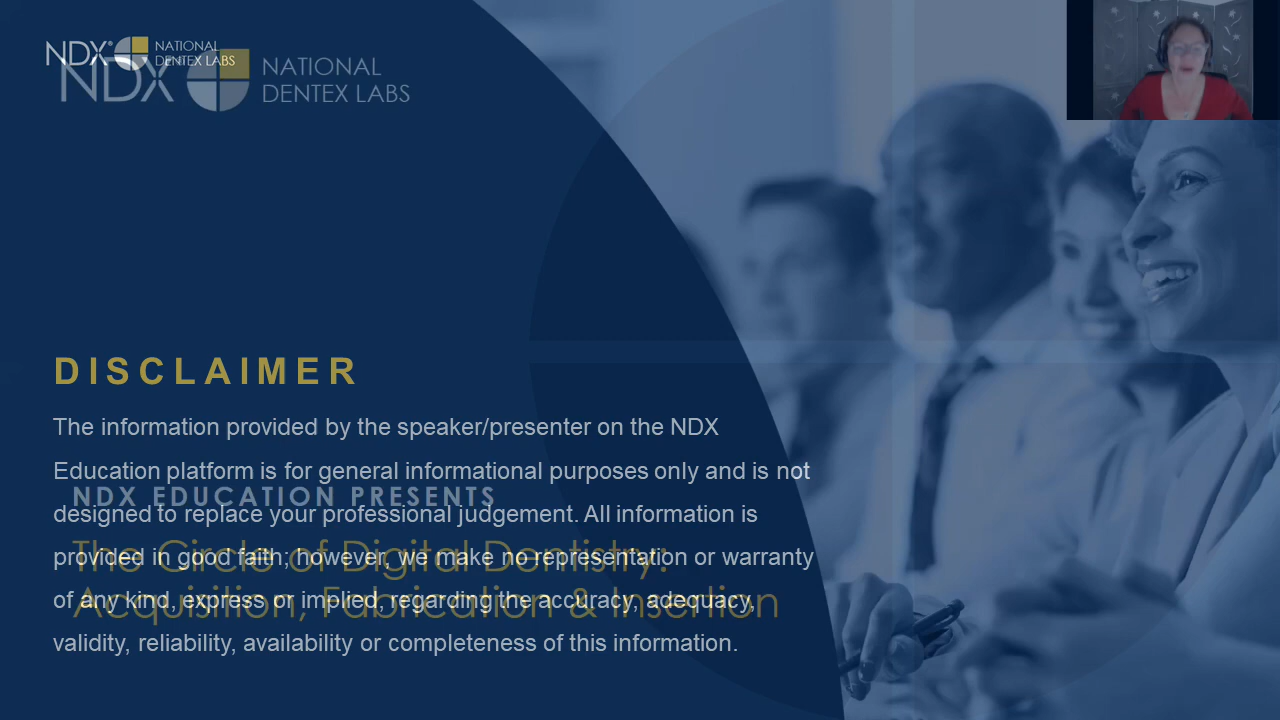 NDX NATIONAL
DENTEX LABS
NDX NATIONAL
DENTEX LABS
DISCLAIMER
The information provided by the speaker/presenter on the NDX
Education platform is for general informational purposes only and is not
designed to replace your professional judgement. All information is
provided in good faith; however, we make no representation or warranty
of any kind, express or implied, regarding the accuracy, adequacy,
validity, reliability, availability or completeness of this information.
NDX EDUCATION PRESENTS
The Circle of Digital Dentistry:
Acquisition, Fabrication & Insertion